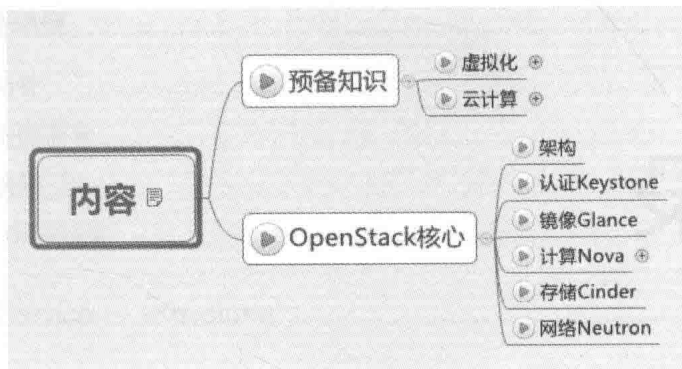 内容
预备知识
虚拟化
云计算
OpenStack核心
架构
认证Keystone
镜像Glance
计算Nova
存储Cinder
网络Neutron